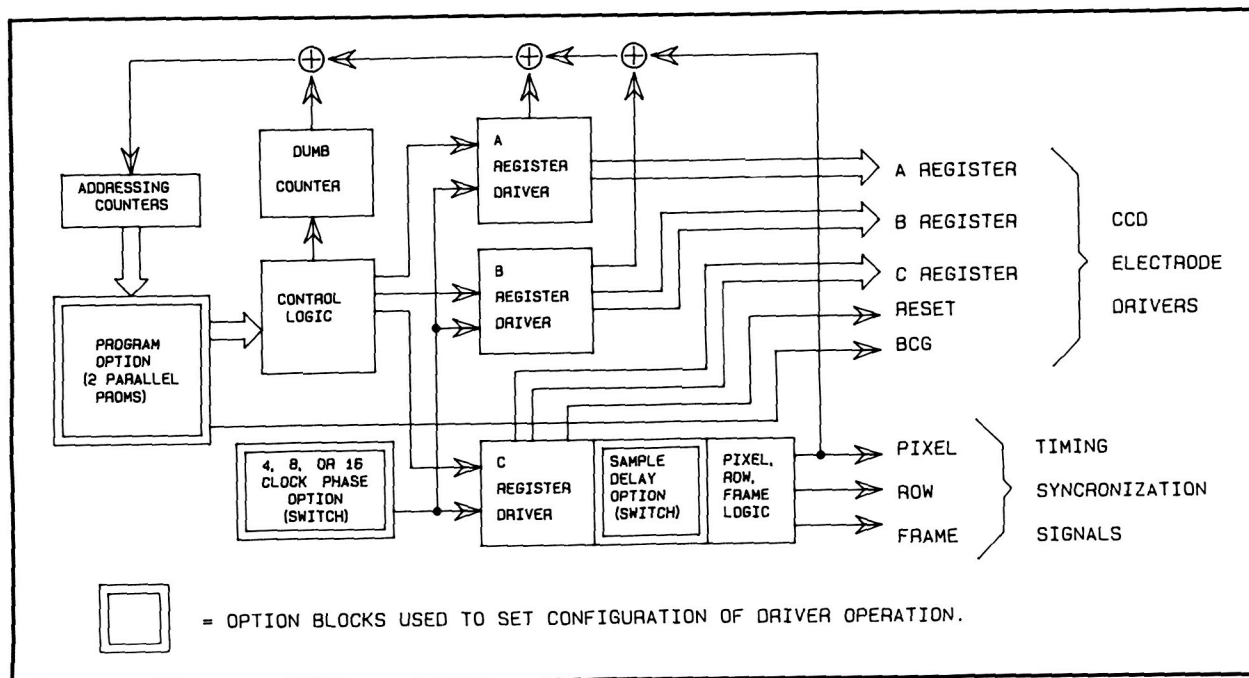 ADDRESSING
COUNTERS
DUMB
COUNTER
A
REGISTER
DRIVER
B
REGISTER
DRIVER
CONTROL
LOGIC
PROGRAM
OPTION
(2 PARALLEL
PROMS)
4, 8, OR 16
CLOCK PHASE
OPTION
(SWITCH)
C
REGISTER
DRIVER
SAMPLE
DELAY
OPTION
(SWITCH)
PIXEL,
ROW,
FRAME
LOGIC
A REGISTER
B REGISTER
C REGISTER
RESET
BCG
CCD
ELECTRODE
DRIVERS
PIXEL
ROW
FRAME
TIMING
SYNCRONIZATION
SIGNALS
= OPTION BLOCKS USED TO SET CONFIGURATION OF DRIVER OPERATION.